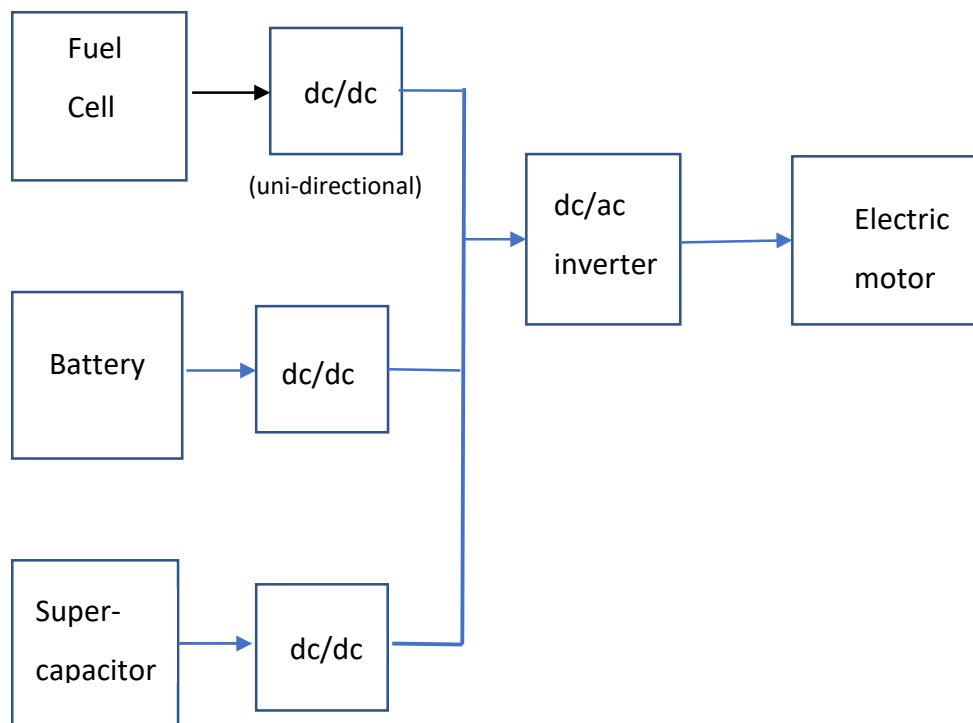 Fuel
Cell
dc/dc
(uni-directional)
dc/ac
inverter
Electric
motor
Battery
dc/dc
Super-
capacitor
dc/dc